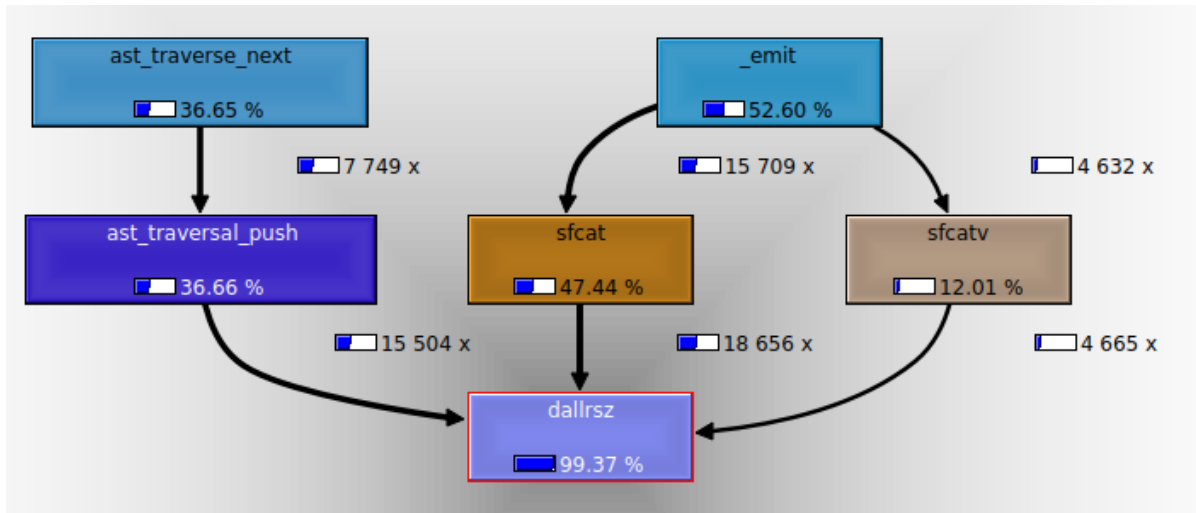 ast_traverse_next
36.65 %
_emit
52.60 %
7 749 x
15 709 x
4 632 x
ast_traversal_push
36.66 %
sfcat
47.44 %
sfcatv
12.01 %
15 504 x
18 656 x
4 665 x
dallrsz
99.37 %